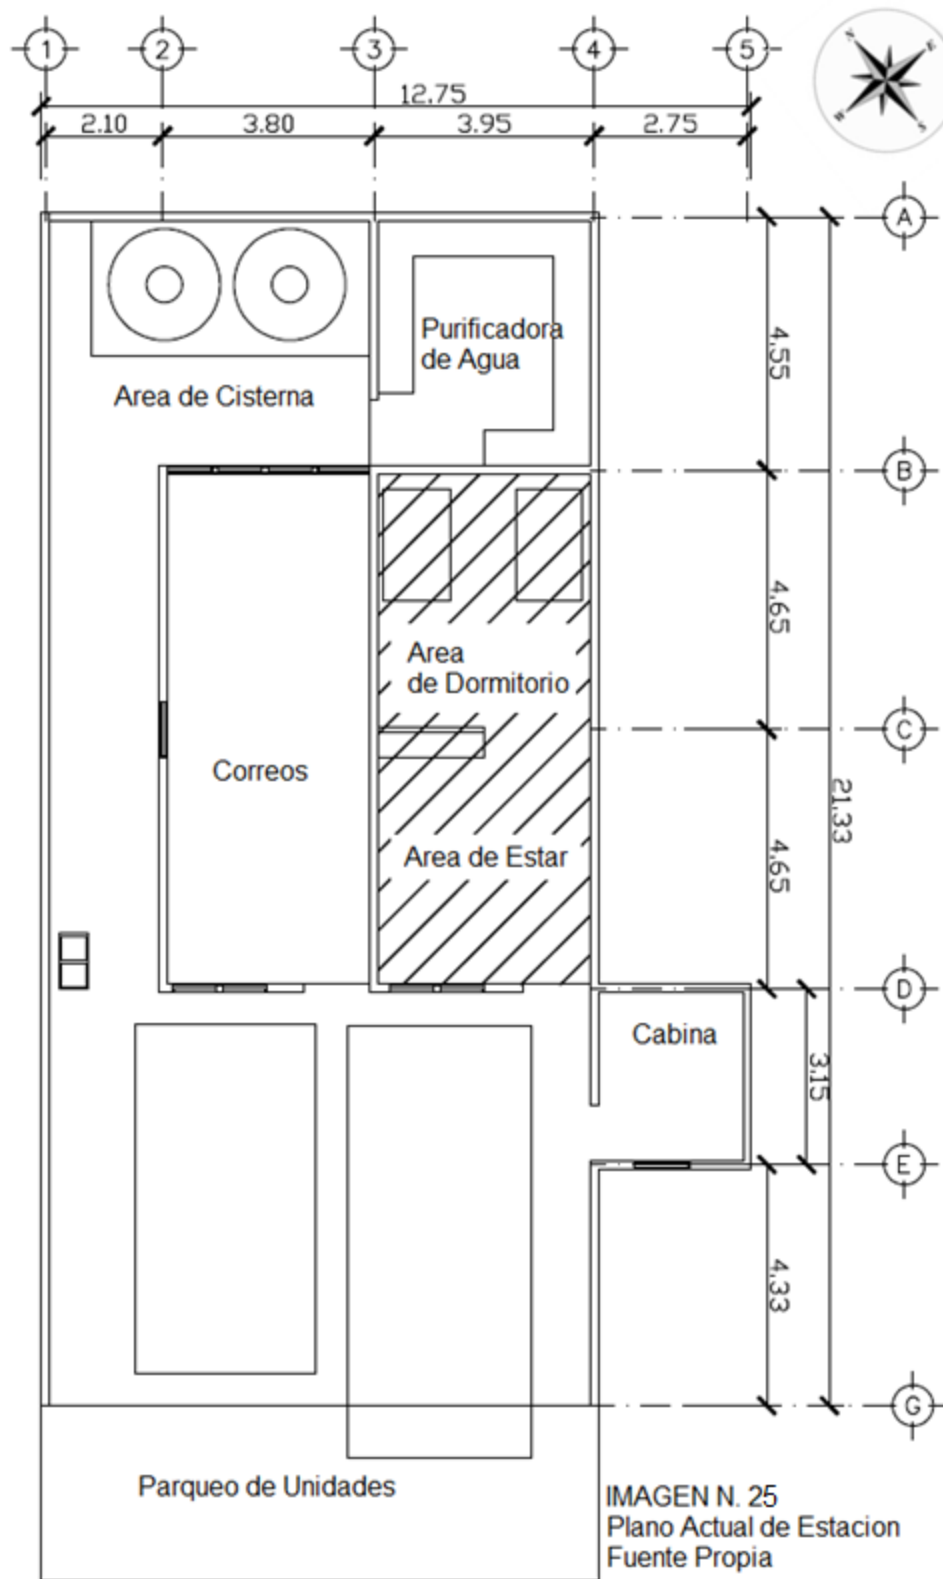 1 2 3 4 5
12.75
2.10 3.80 3.95 2.75
N E
W S
A
4.55
Purificadora
de Agua
Area de Cisterna
B
4.65
Area
de Dormitorio
C
Correos
21.33
4.65
Area de Estar
D
Cabina
3.15
E
4.33
G
Parqueo de Unidades
IMAGEN N. 25
Plano Actual de Estacion
Fuente Propia